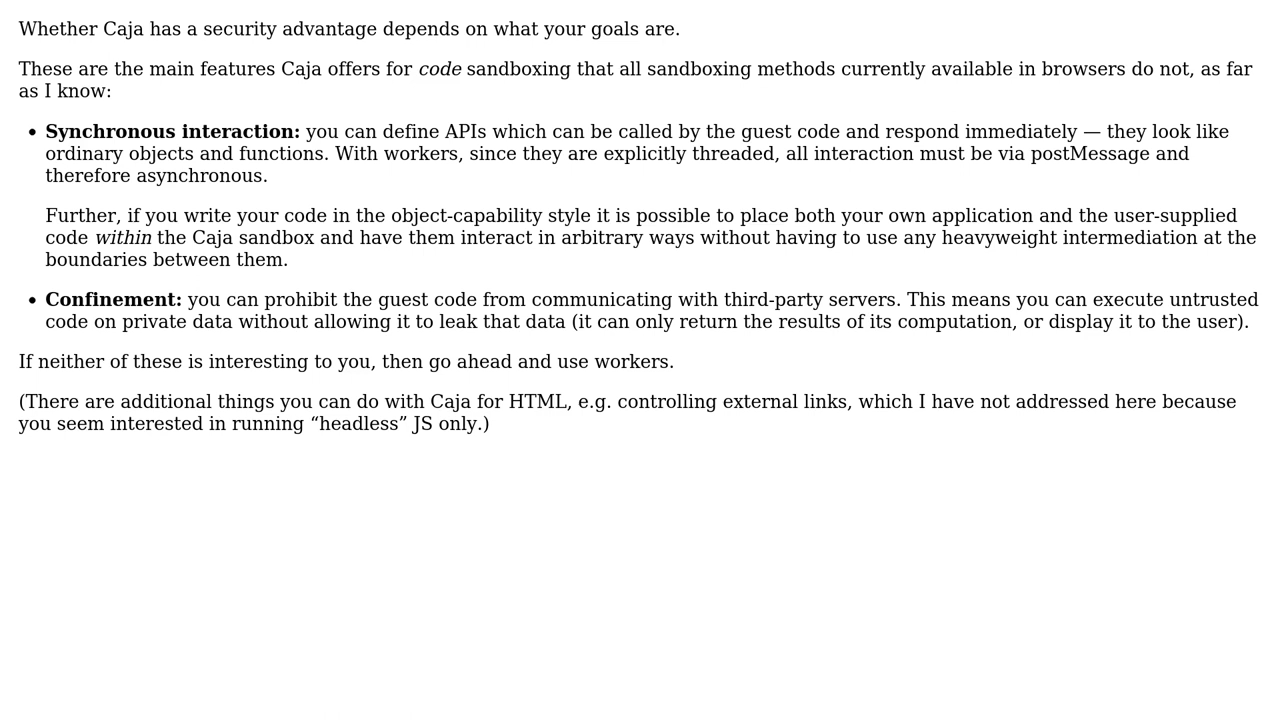 Whether Caja has a security advantage depends on what your goals are.
These are the main features Caja offers for code sandboxing that all sandboxing methods currently available in browsers do not, as far
as I know:
• Synchronous interaction: you can define APIs which can be called by the guest code and respond immediately — they look like
ordinary objects and functions. With workers, since they are explicitly threaded, all interaction must be via postMessage and
therefore asynchronous.
Further, if you write your code in the object-capability style it is possible to place both your own application and the user-supplied
code within the Caja sandbox and have them interact in arbitrary ways without having to use any heavyweight intermediation at the
boundaries between them.
• Confinement: you can prohibit the guest code from communicating with third-party servers. This means you can execute untrusted
code on private data without allowing it to leak that data (it can only return the results of its computation, or display it to the user).
If neither of these is interesting to you, then go ahead and use workers.
(There are additional things you can do with Caja for HTML, e.g. controlling external links, which I have not addressed here because
you seem interested in running “headless” JS only.)